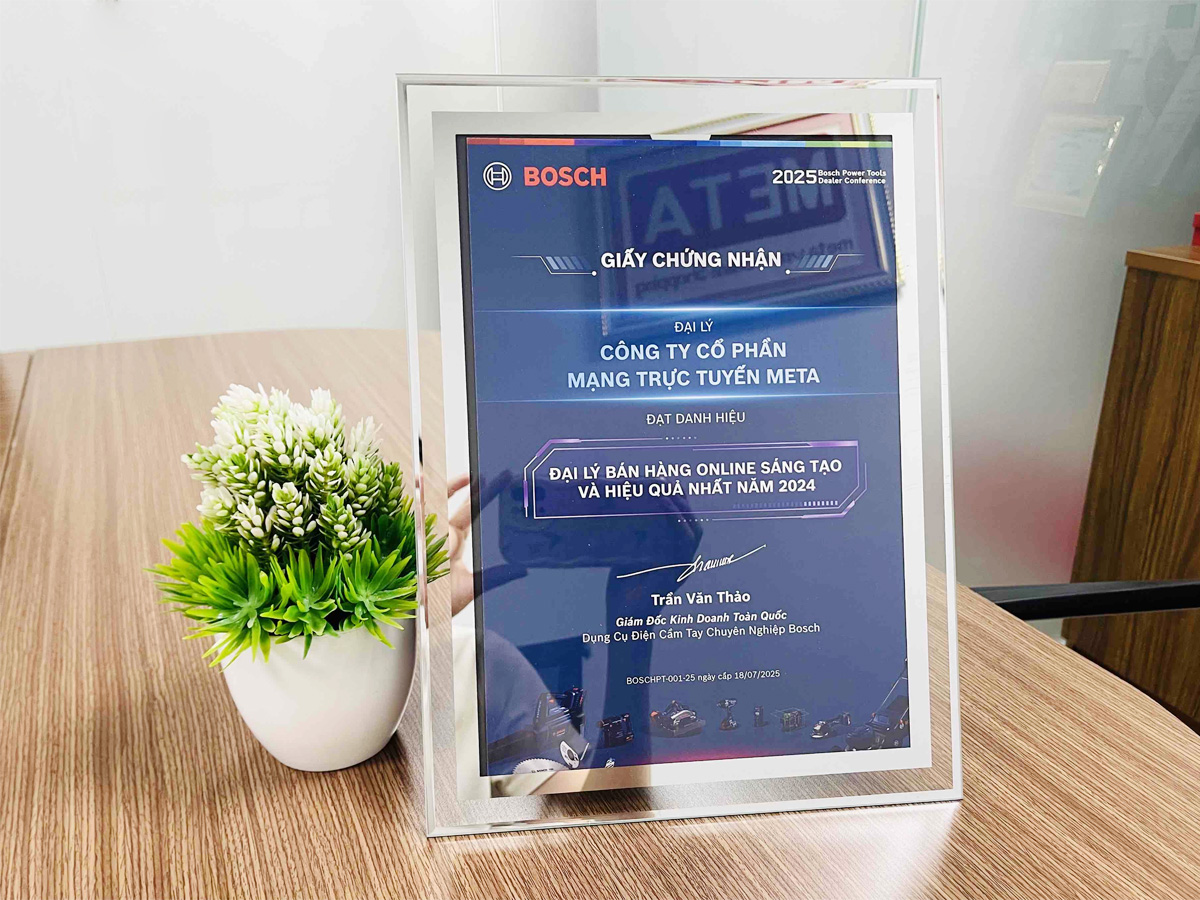 BOSCH
2025 Bosch Power Tools
Dealer Conference
GIẤY CHỨNG NHẬN
ĐẠI LÝ
CÔNG TY CỔ PHẦN
MẠNG TRỰC TUYẾN META
ĐẠT DANH HIỆU
ĐẠI LÝ BÁN HÀNG ONLINE SÁNG TẠO
VÀ HIỆU QUẢ NHẤT NĂM 2024
Trần Văn Thảo
Giám Đốc Kinh Doanh Toàn Quốc
Dụng Cụ Điện Cầm Tay Chuyên Nghiệp Bosch
BOSCHPT-001-25 ngày cấp 18/07/2025
META